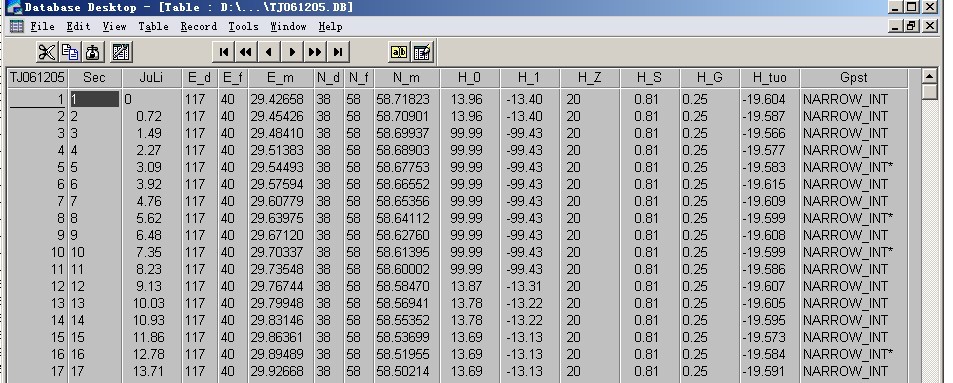 Database Desktop - [Table : D:\...\TJ061205.DB]
File Edit View Table Record Tools Window Help
TJ061205 Sec JuLi E_d E_f E_m N_d N_f N_m H_0 H_1 H_Z H_S H_G H_tuo Gpst
1 1 0 117 40 29.42658 38 58 58.71823 13.96 -13.40 20 0.81 0.25 -19.604 NARROW_INT
2 2 0.72 117 40 29.45426 38 58 58.70901 13.96 -13.40 20 0.81 0.25 -19.587 NARROW_INT
3 3 1.49 117 40 29.48410 38 58 58.69937 99.99 -99.43 20 0.81 0.25 -19.566 NARROW_INT
4 4 2.27 117 40 29.51383 38 58 58.68903 99.99 -99.43 20 0.81 0.25 -19.577 NARROW_INT
5 5 3.09 117 40 29.54493 38 58 58.67753 99.99 -99.43 20 0.81 0.25 -19.583 NARROW_INT*
6 6 3.92 117 40 29.57594 38 58 58.66552 99.99 -99.43 20 0.81 0.25 -19.615 NARROW_INT
7 7 4.76 117 40 29.60779 38 58 58.65356 99.99 -99.43 20 0.81 0.25 -19.609 NARROW_INT
8 8 5.62 117 40 29.63975 38 58 58.64112 99.99 -99.43 20 0.81 0.25 -19.599 NARROW_INT*
9 9 6.48 117 40 29.67120 38 58 58.62760 99.99 -99.43 20 0.81 0.25 -19.608 NARROW_INT
10 10 7.35 117 40 29.70337 38 58 58.61395 99.99 -99.43 20 0.81 0.25 -19.599 NARROW_INT*
11 11 8.23 117 40 29.73548 38 58 58.60002 99.99 -99.43 20 0.81 0.25 -19.586 NARROW_INT
12 12 9.13 117 40 29.76744 38 58 58.58470 13.87 -13.31 20 0.81 0.25 -19.607 NARROW_INT
13 13 10.03 117 40 29.79948 38 58 58.56941 13.78 -13.22 20 0.81 0.25 -19.605 NARROW_INT
14 14 10.93 117 40 29.83146 38 58 58.55352 13.78 -13.22 20 0.81 0.25 -19.595 NARROW_INT
15 15 11.86 117 40 29.86361 38 58 58.53699 13.69 -13.13 20 0.81 0.25 -19.573 NARROW_INT
16 16 12.78 117 40 29.89489 38 58 58.51955 13.69 -13.13 20 0.81 0.25 -19.584 NARROW_INT*
17 17 13.71 117 40 29.92668 38 58 58.50214 13.69 -13.13 20 0.81 0.25 -19.591 NARROW_INT